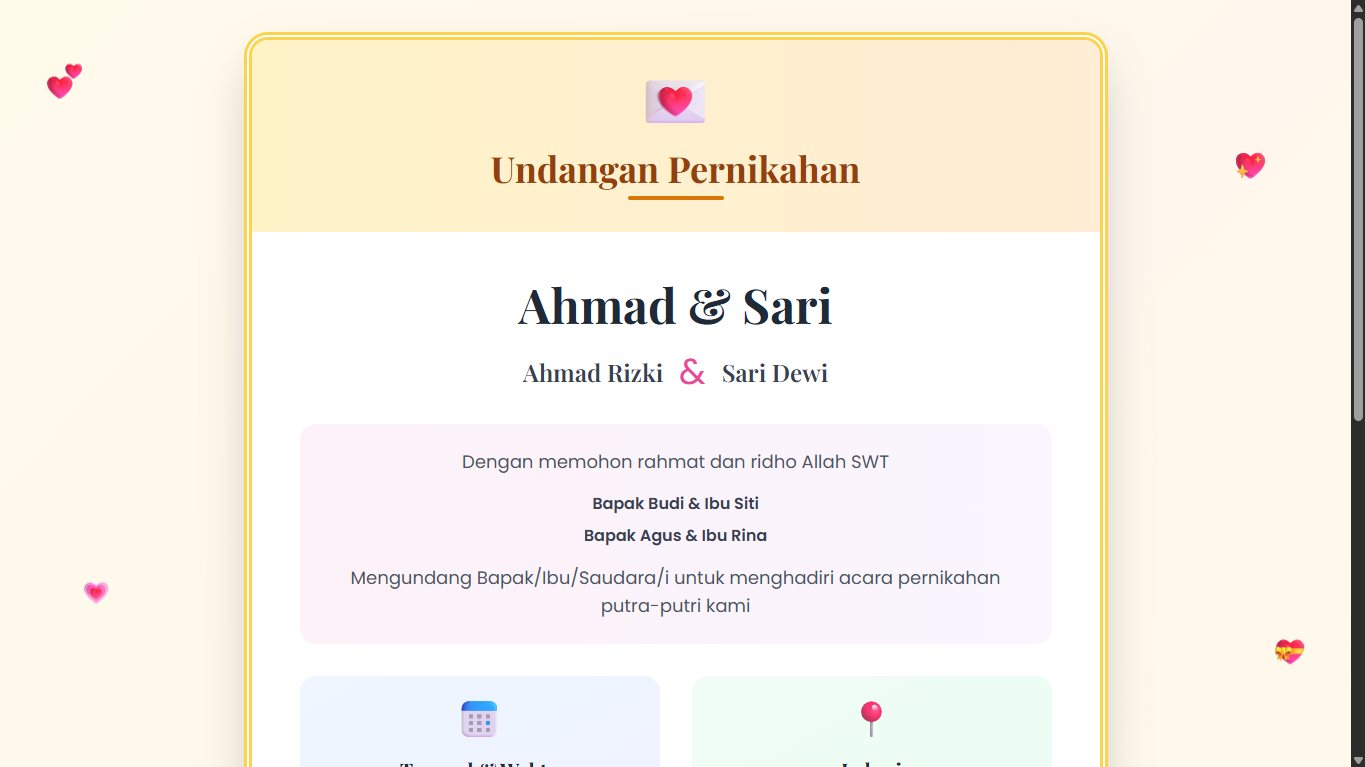 Undangan Pernikahan
Ahmad & Sari
Ahmad Rizki & Sari Dewi
Dengan memohon rahmat dan ridho Allah SWT
Bapak Budi & Ibu Siti
Bapak Agus & Ibu Rina
Mengundang Bapak/Ibu/Saudara/i untuk menghadiri acara pernikahan
putra-putri kami